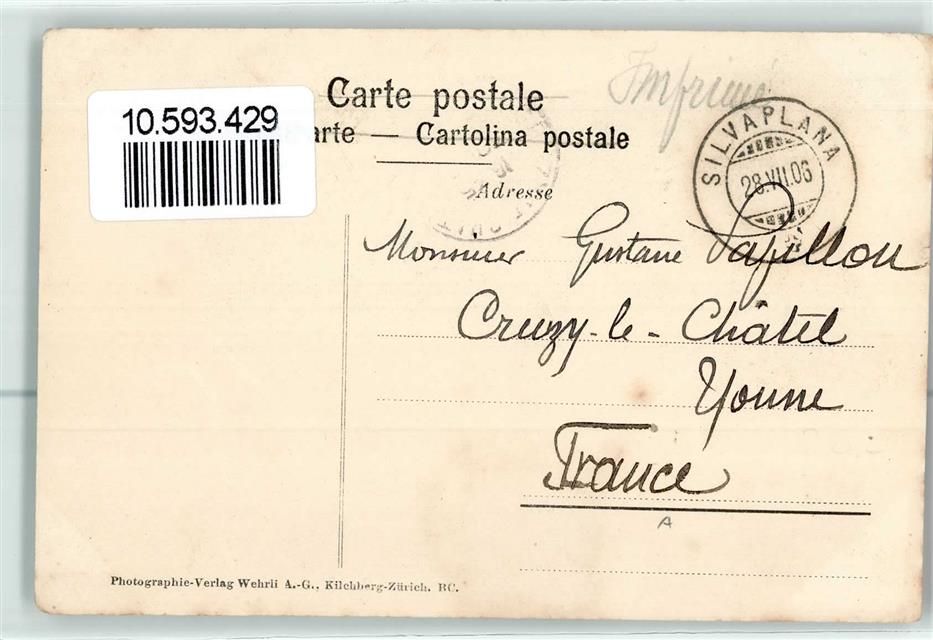 Carte postale
Imprimé
10.593.429
arte — Cartolina postale
SILVAPLANA
28.VII.06
Adresse
Monsieur Gustave Papillon
Cruzy-le-Châtel
Yonne
France
A
Photographie-Verlag Wehrli A.-G., Kilchberg-Zürich. BC.